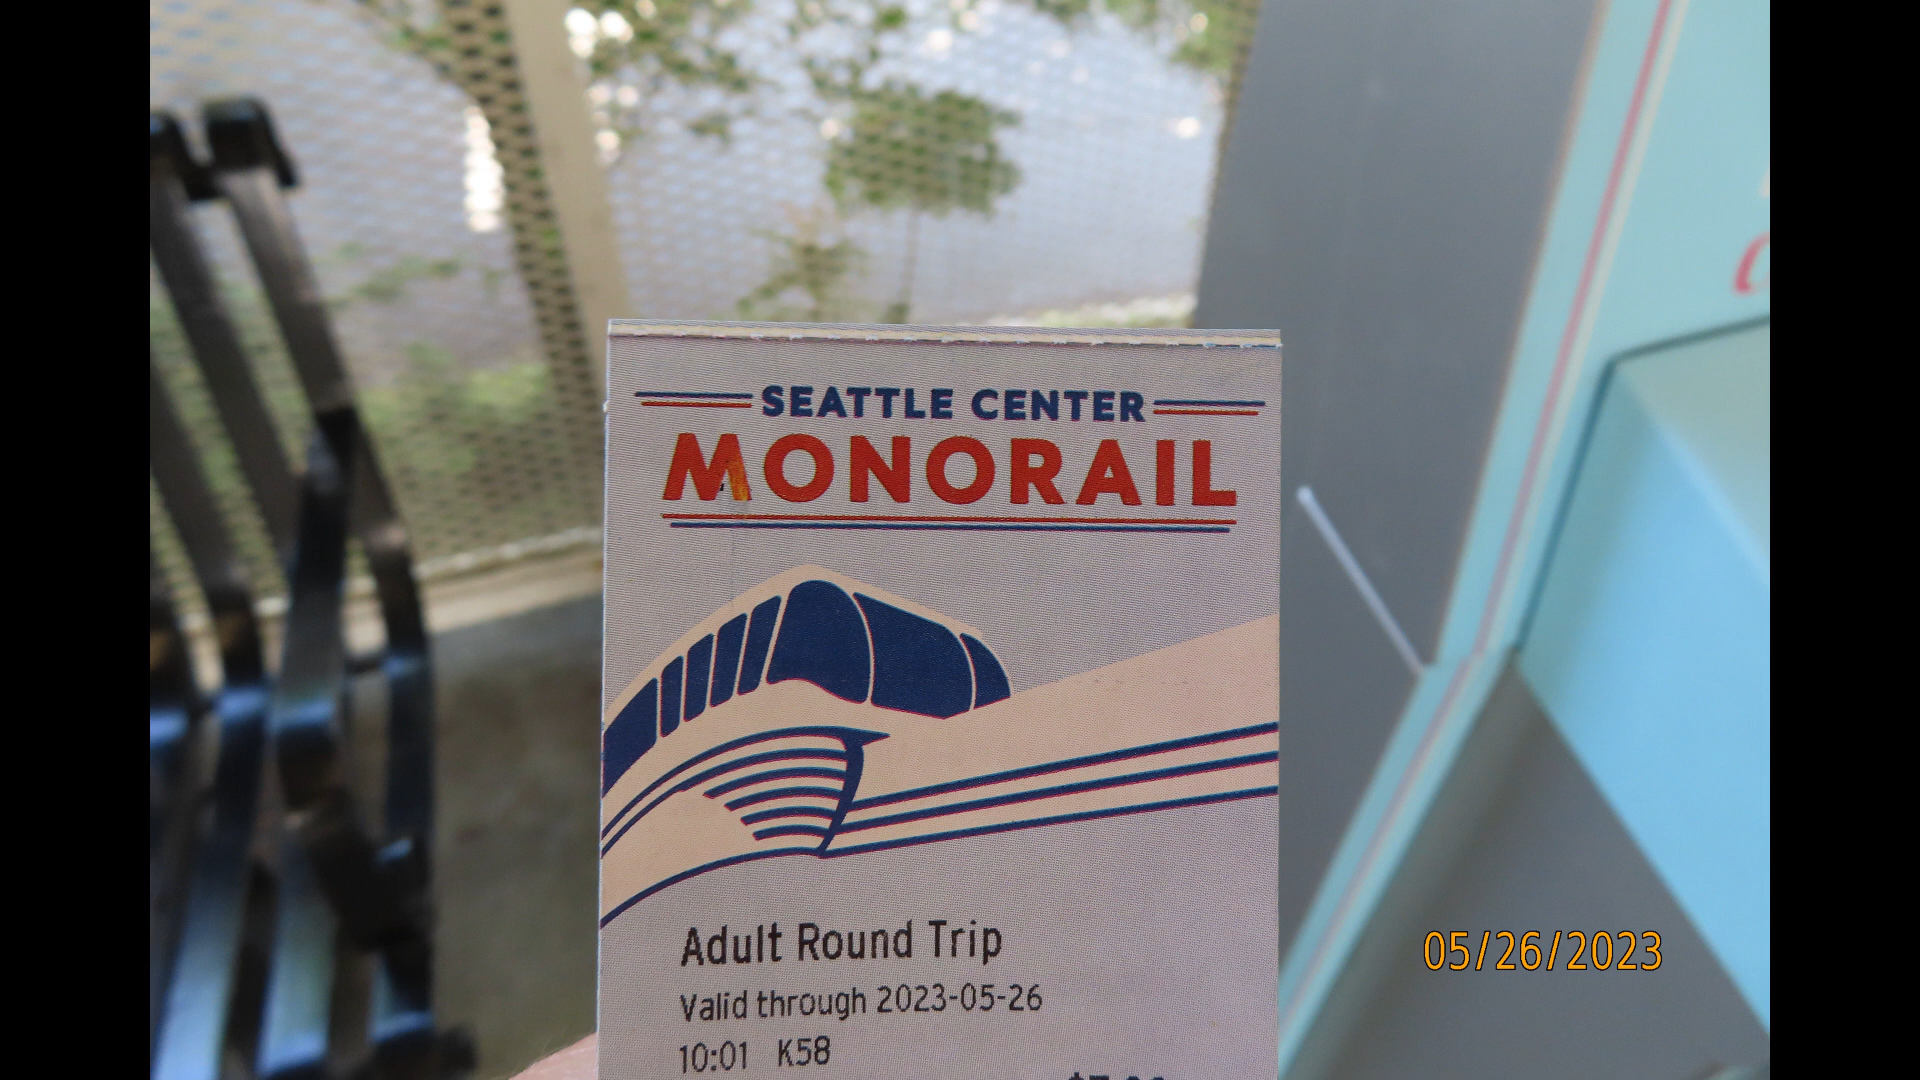 SEATTLE CENTER
MONORAIL
Adult Round Trip
Valid through 2023-05-26
10:01 K58
05/26/2023